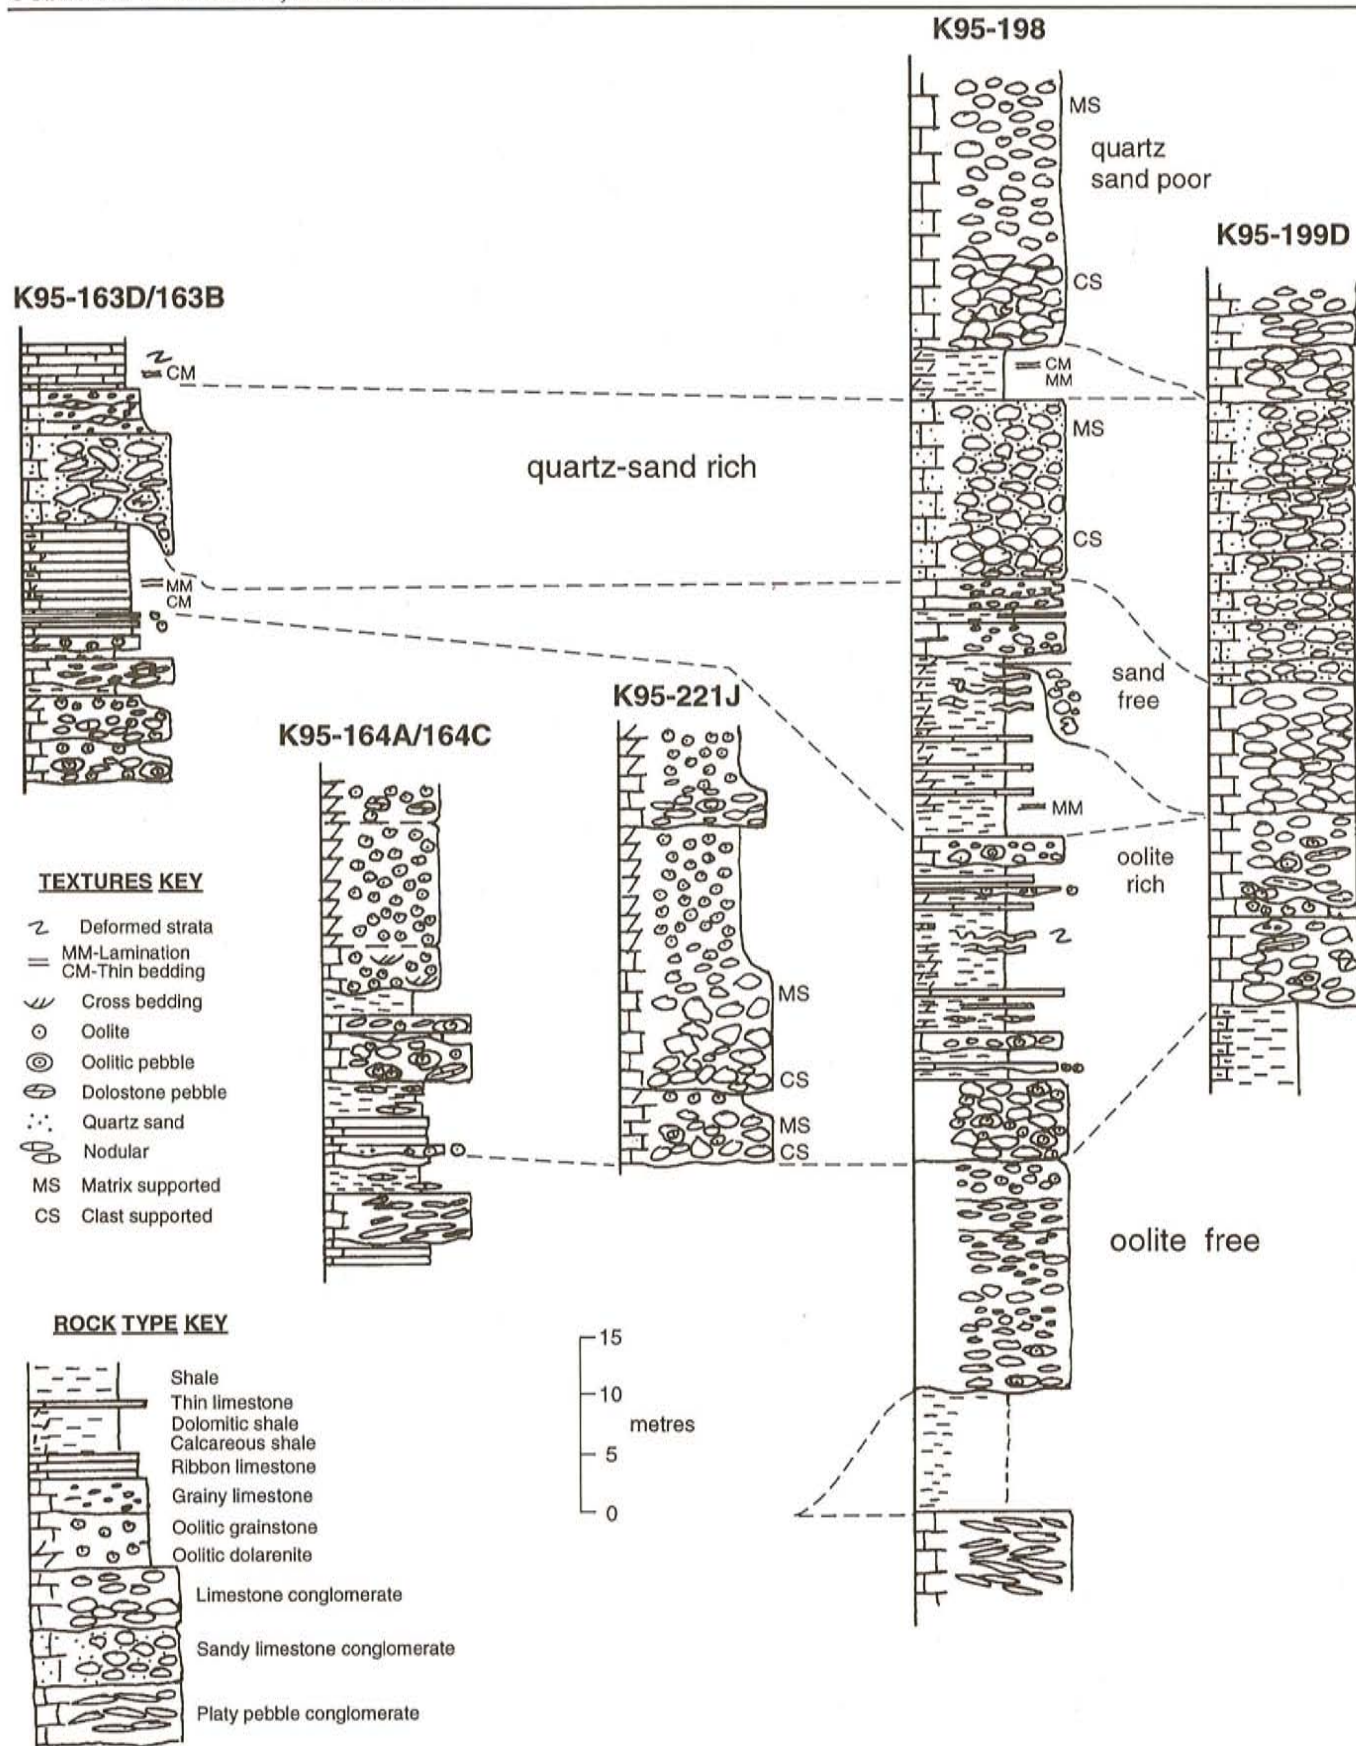 K95-198
MS
quartz
sand poor
CS
CM
MM
MS
CS
sand
free
MM
oolite
rich
oolite free
K95-199D
K95-163D/163B
CM
MM
CM
quartz-sand rich
K95-164A/164C
K95-221J
MS
CS
MS
CS
TEXTURES KEY
Deformed strata
MM-Lamination
CM-Thin bedding
Cross bedding
Oolite
Oolitic pebble
Dolostone pebble
Quartz sand
Nodular
MS Matrix supported
CS Clast supported
ROCK TYPE KEY
Shale
Thin limestone
Dolomitic shale
Calcareous shale
Ribbon limestone
Grainy limestone
Oolitic grainstone
Oolitic dolarenite
Limestone conglomerate
Sandy limestone conglomerate
Platy pebble conglomerate
15
10
metres
5
0